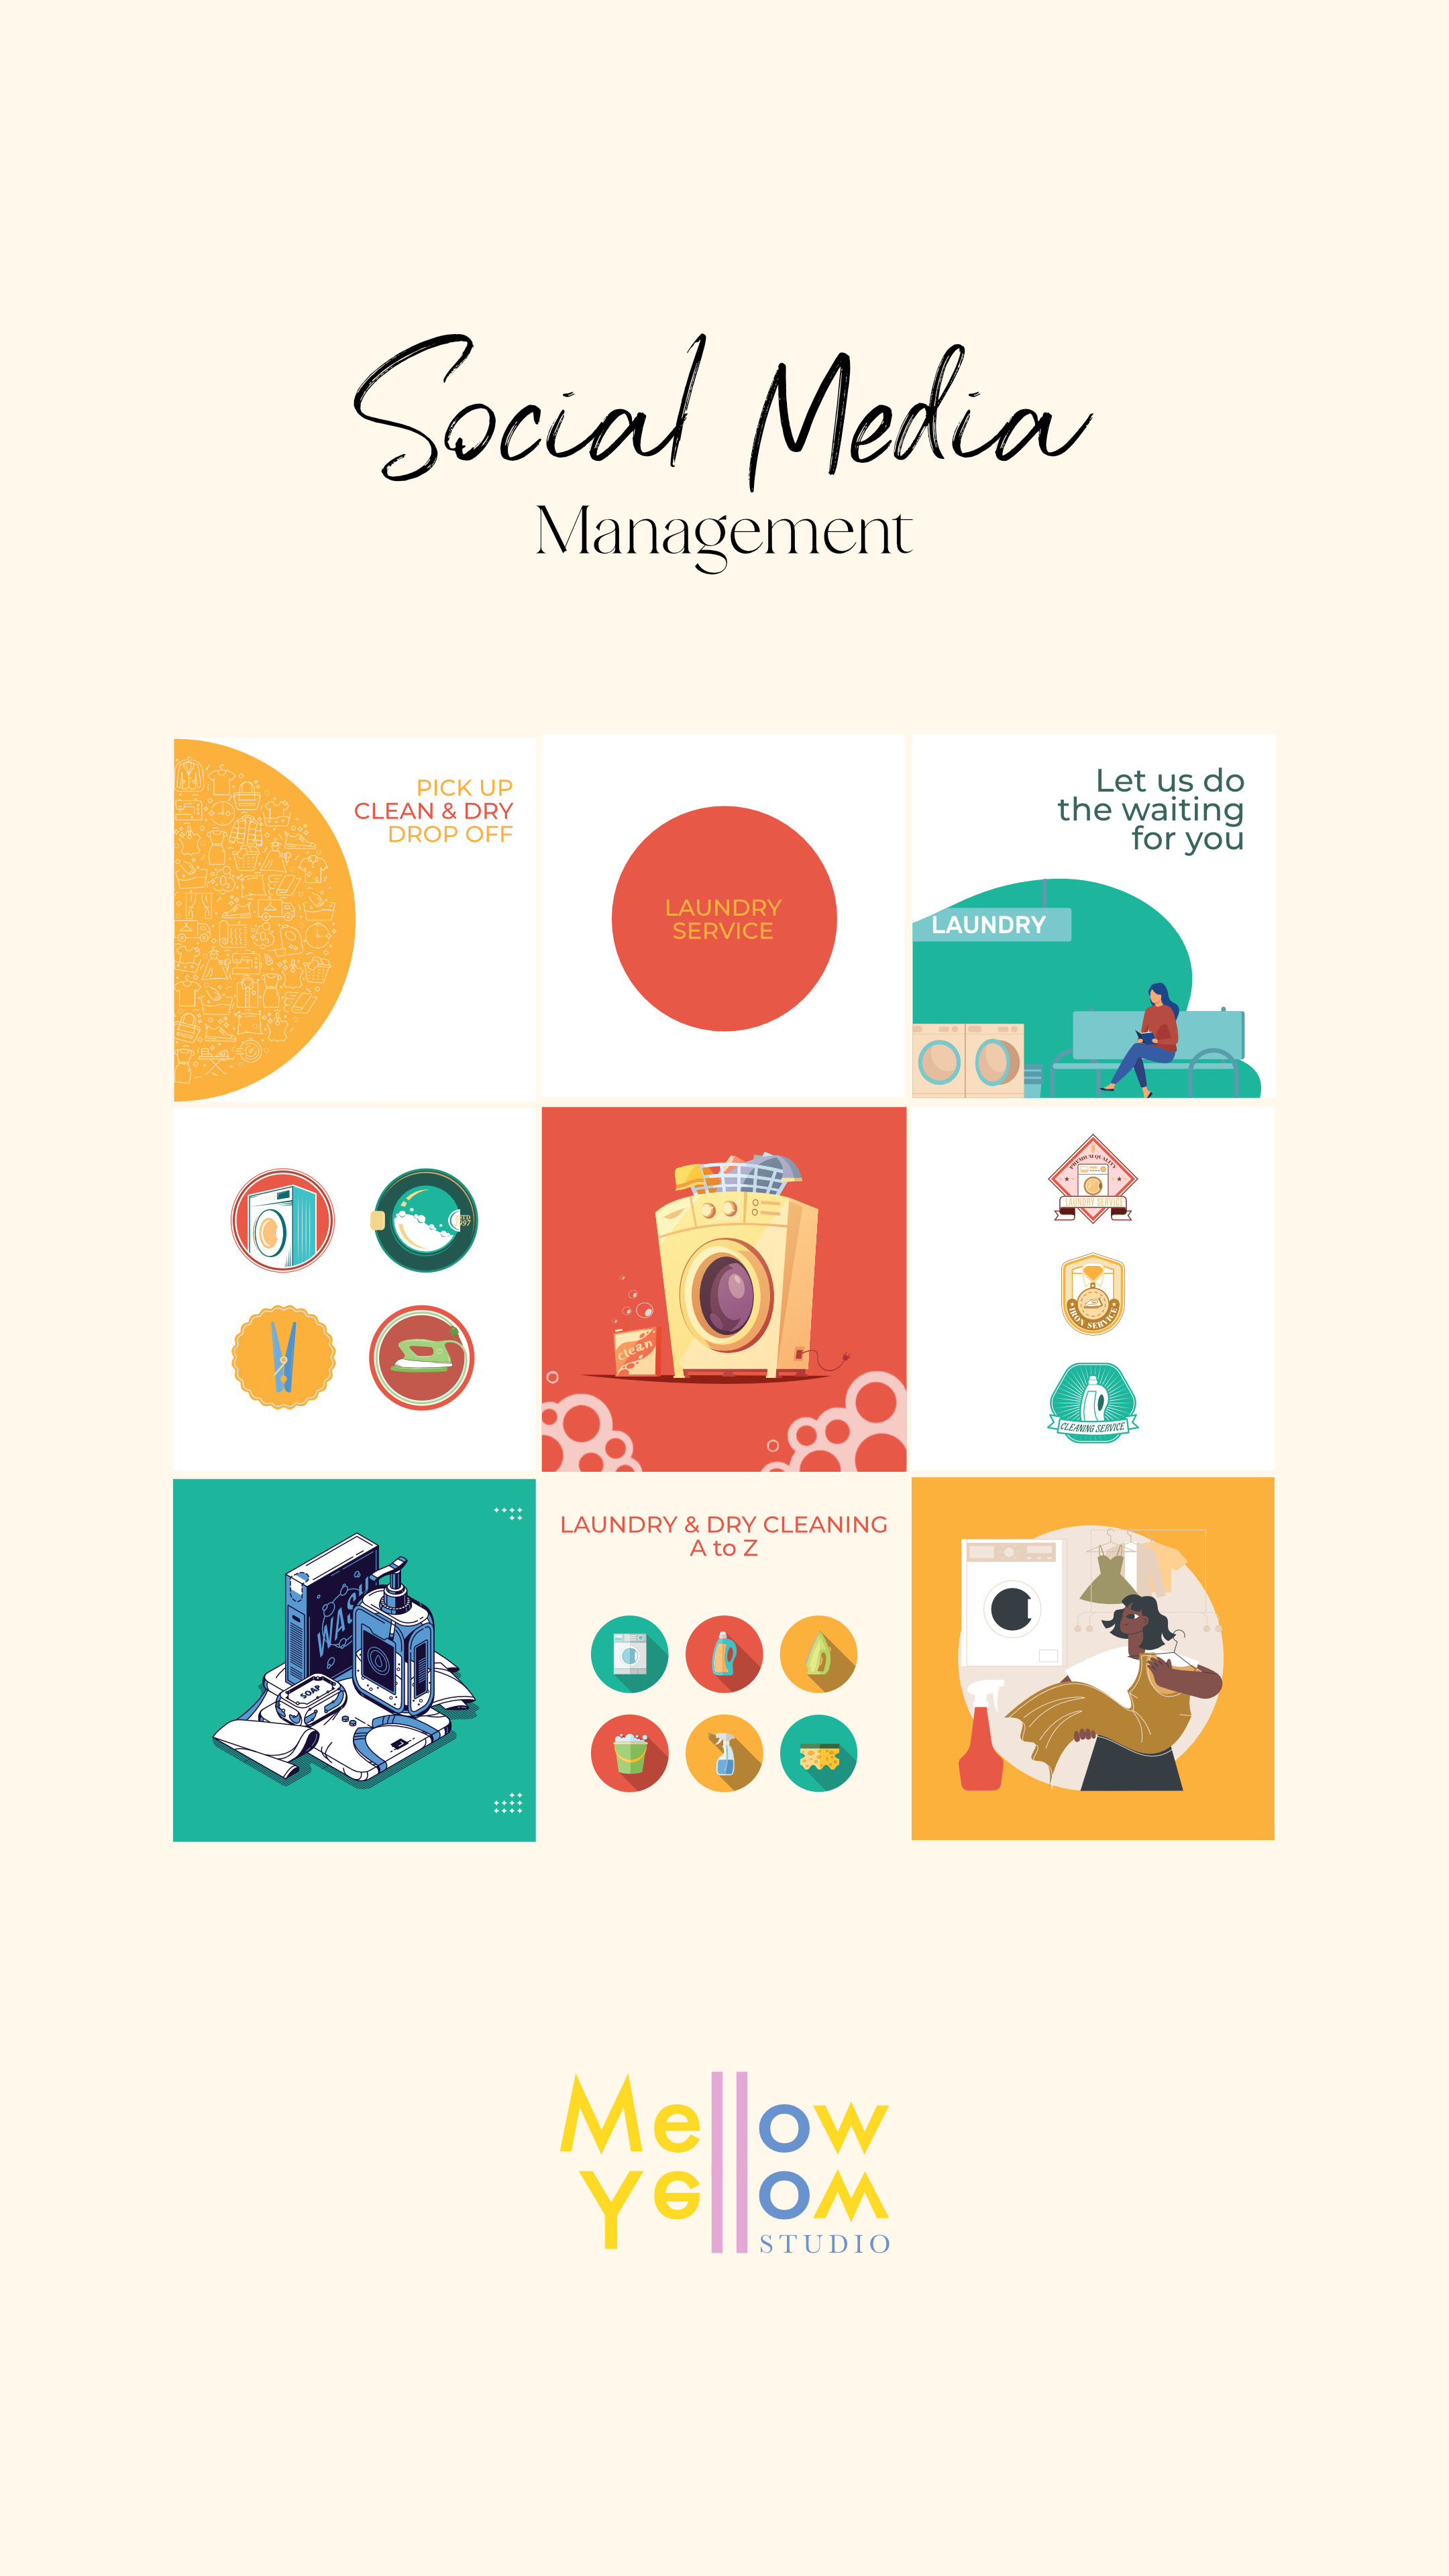 Social Media
Management
PICK UP
CLEAN & DRY
DROP OFF
LAUNDRY
SERVICE
Let us do
the waiting
for you
LAUNDRY
clean
PREMIUM QUALITY
LAUNDRY SERVICE
IRON SERVICE
CLEANING SERVICE
WASH
SOAP
LAUNDRY & DRY CLEANING
A to Z
Mellow
Yellow
STUDIO